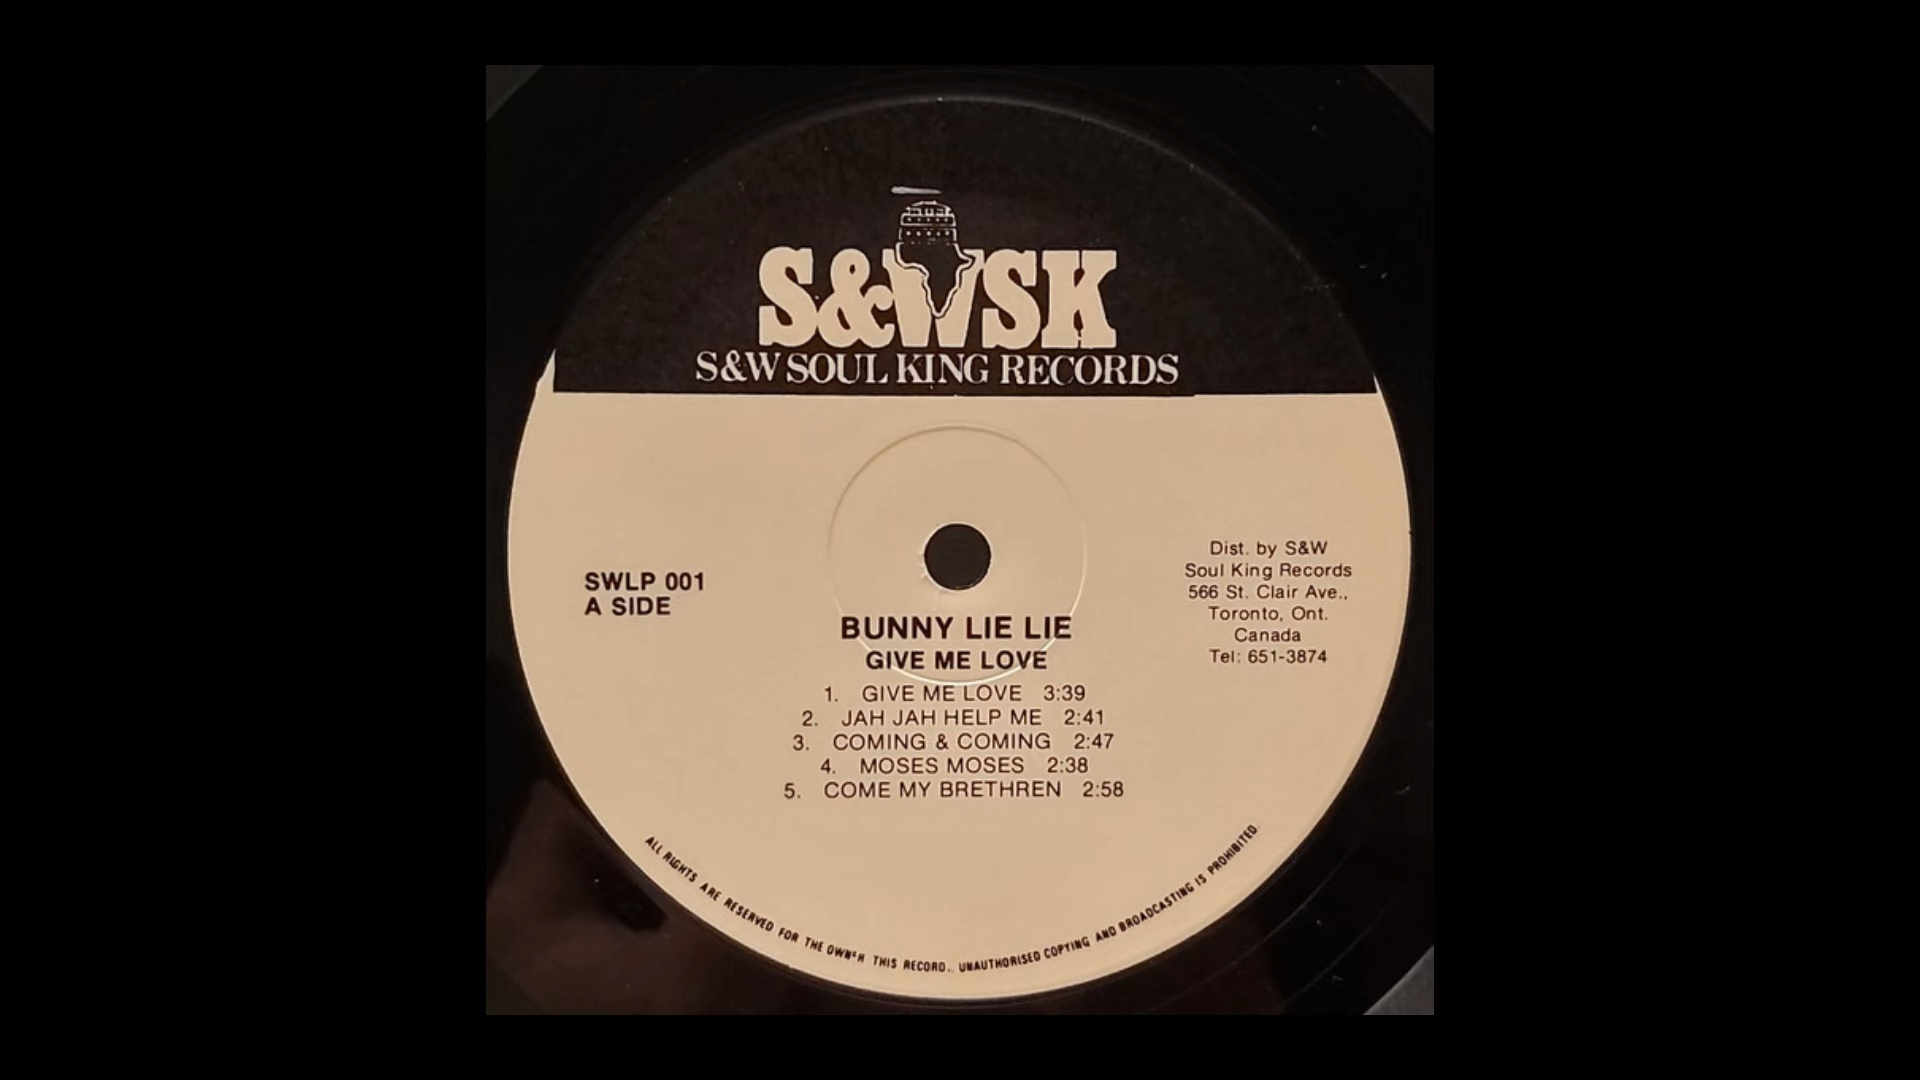 S&WSK
S&W SOUL KING RECORDS
SWLP 001
A SIDE
Dist. by S&W
Soul King Records
566 St. Clair Ave.,
Toronto, Ont.
Canada
Tel: 651-3874
BUNNY LIE LIE
GIVE ME LOVE
1. GIVE ME LOVE 3:39
2. JAH JAH HELP ME 2:41
3. COMING & COMING 2:47
4. MOSES MOSES 2:38
5. COME MY BRETHREN 2:58
ALL RIGHTS ARE RESERVED FOR THE THIS RECORD.. UNAUTHORISED COPYING AND BROADCASTING IS PROHIBITED.